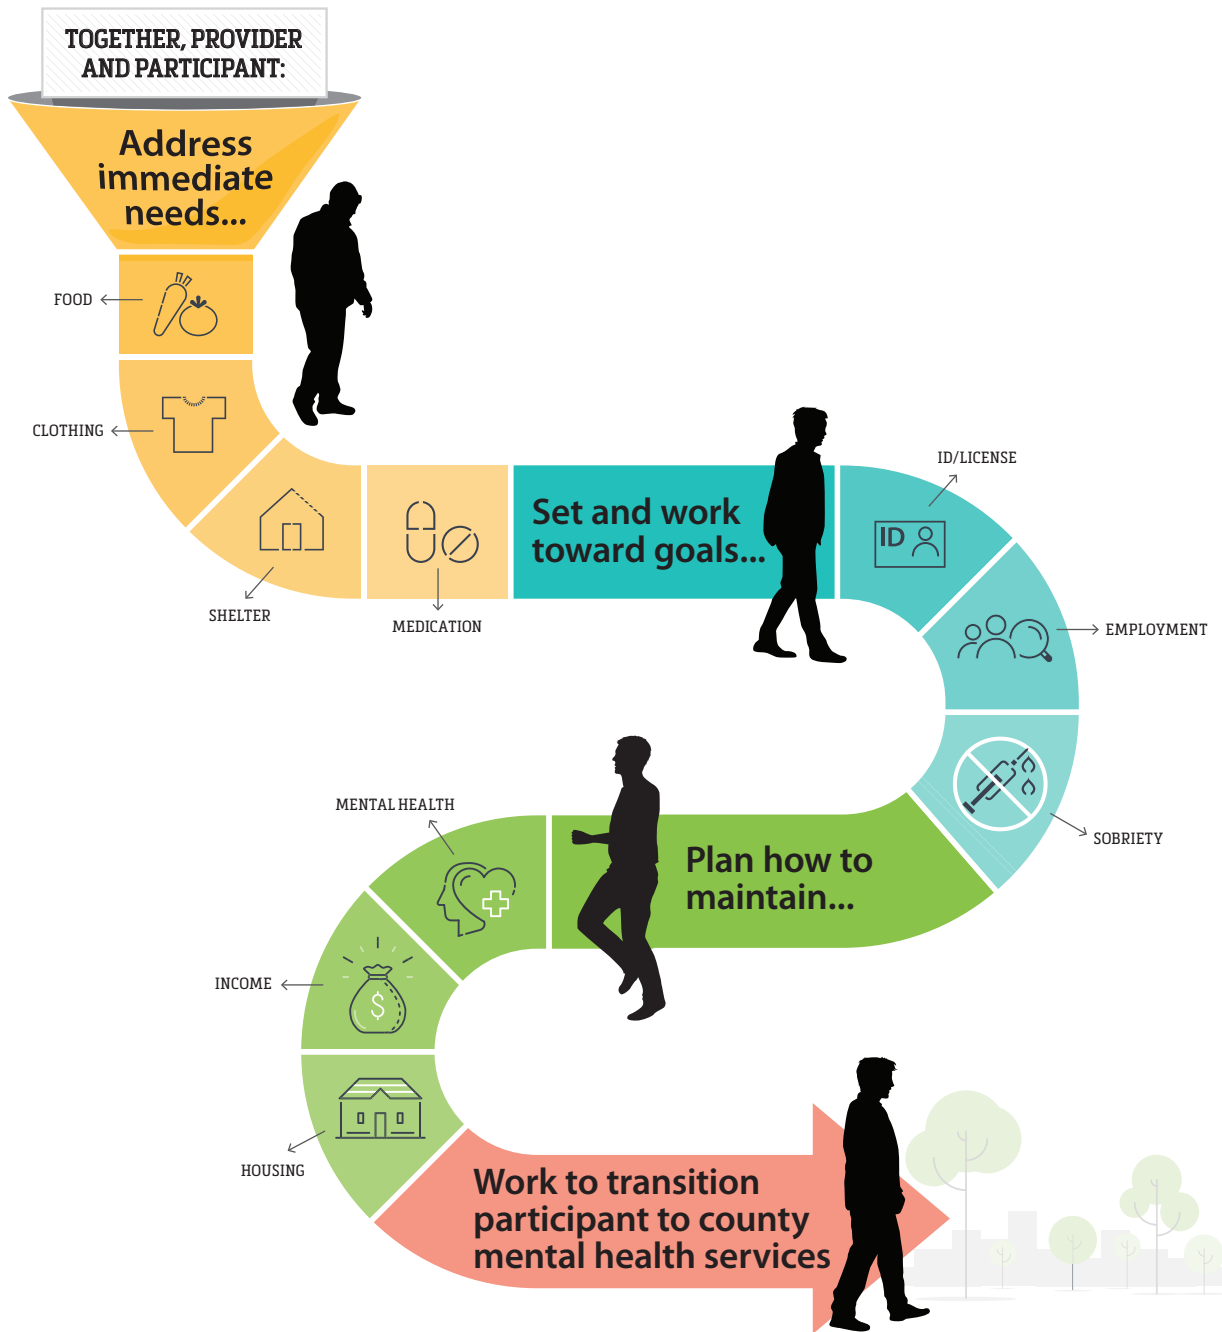 TOGETHER, PROVIDER
AND PARTICIPANT:
Address
immediate
needs...
FOOD
CLOTHING
SHELTER
MEDICATION
Set and work
toward goals...
ID/LICENSE
ID
EMPLOYMENT
SOBRIETY
Plan how to
maintain...
MENTAL HEALTH
INCOME
$
HOUSING
Work to transition
participant to county
mental health services